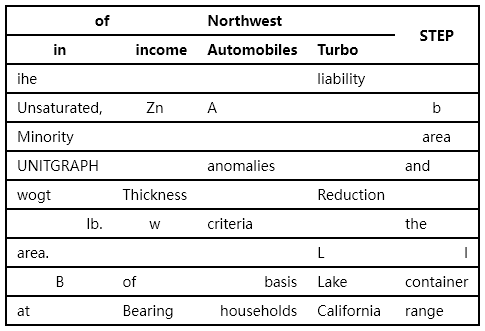 of Northwest STEP
in income Automobiles Turbo
ihe liability
Unsaturated, Zn A b
Minority area
UNITGRAPH anomalies and
wogt Thickness Reduction
lb. w criteria the
area. L l
B of basis Lake container
at Bearing households California range